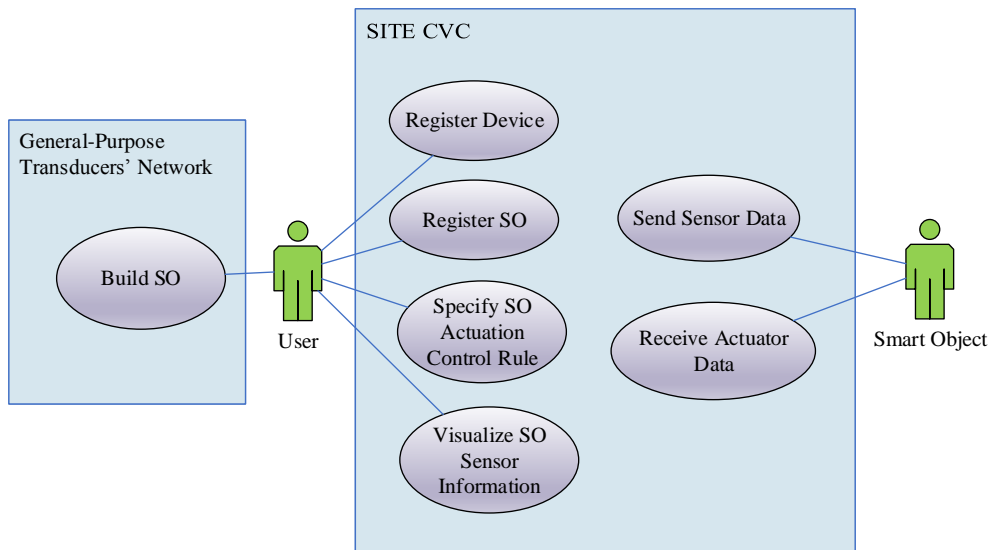 SITE CVC
General-Purpose
Transducers' Network
Build SO
User
Register Device
Register SO
Specify SO
Actuation
Control Rule
Visualize SO
Sensor
Information
Send Sensor Data
Receive Actuator
Data
Smart Object